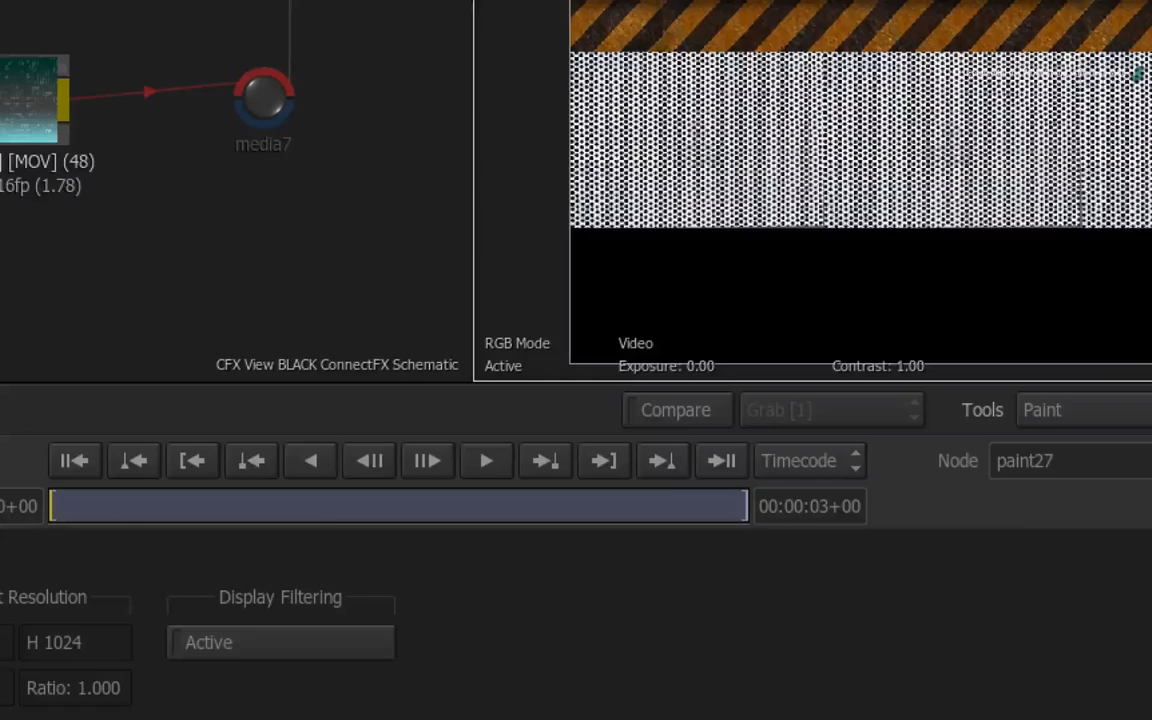 media7
[MOV] (48)
16fp (1.78)
CFX View BLACK ConnectFX Schematic
RGB Mode
Video
Active
Exposure: 0.00
Contrast: 1.00
Compare
Grab [1]
Tools
Paint
Timecode
Node
paint27
0+00
00:00:03+00
t Resolution
Display Filtering
H 1024
Active
Ratio: 1.000